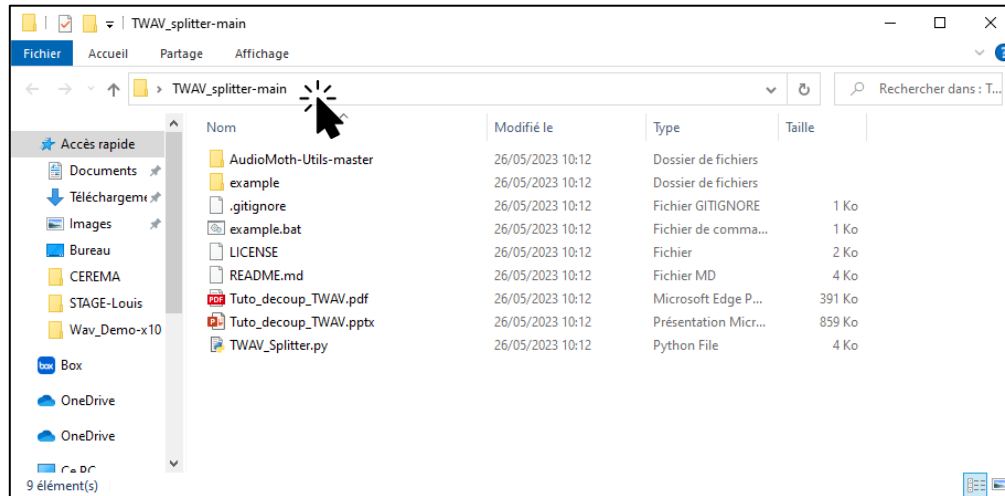 TWAV_splitter-main
Fichier Accueil Partage Affichage
TWAV_splitter-main Rechercher dans : T...
Nom Modifié le Type Taille
Accès rapide
Documents
Téléchargeme
Images
Bureau
CEREMA
STAGE-Louis
Wav_Demo-x10
Box
OneDrive
OneDrive
Ce PC
AudioMoth-Utils-master 26/05/2023 10:12 Dossier de fichiers
example 26/05/2023 10:12 Dossier de fichiers
.gitignore 26/05/2023 10:12 Fichier GITIGNORE 1 Ko
example.bat 26/05/2023 10:12 Fichier de comma... 1 Ko
LICENSE 26/05/2023 10:12 Fichier 2 Ko
README.md 26/05/2023 10:12 Fichier MD 4 Ko
PDF Tuto_decoup_TWAV.pdf 26/05/2023 10:12 Microsoft Edge P... 391 Ko
Tuto_decoup_TWAV.pptx 26/05/2023 10:12 Présentation Micr... 859 Ko
TWAV_Splitter.py 26/05/2023 10:12 Python File 4 Ko
9 élément(s)